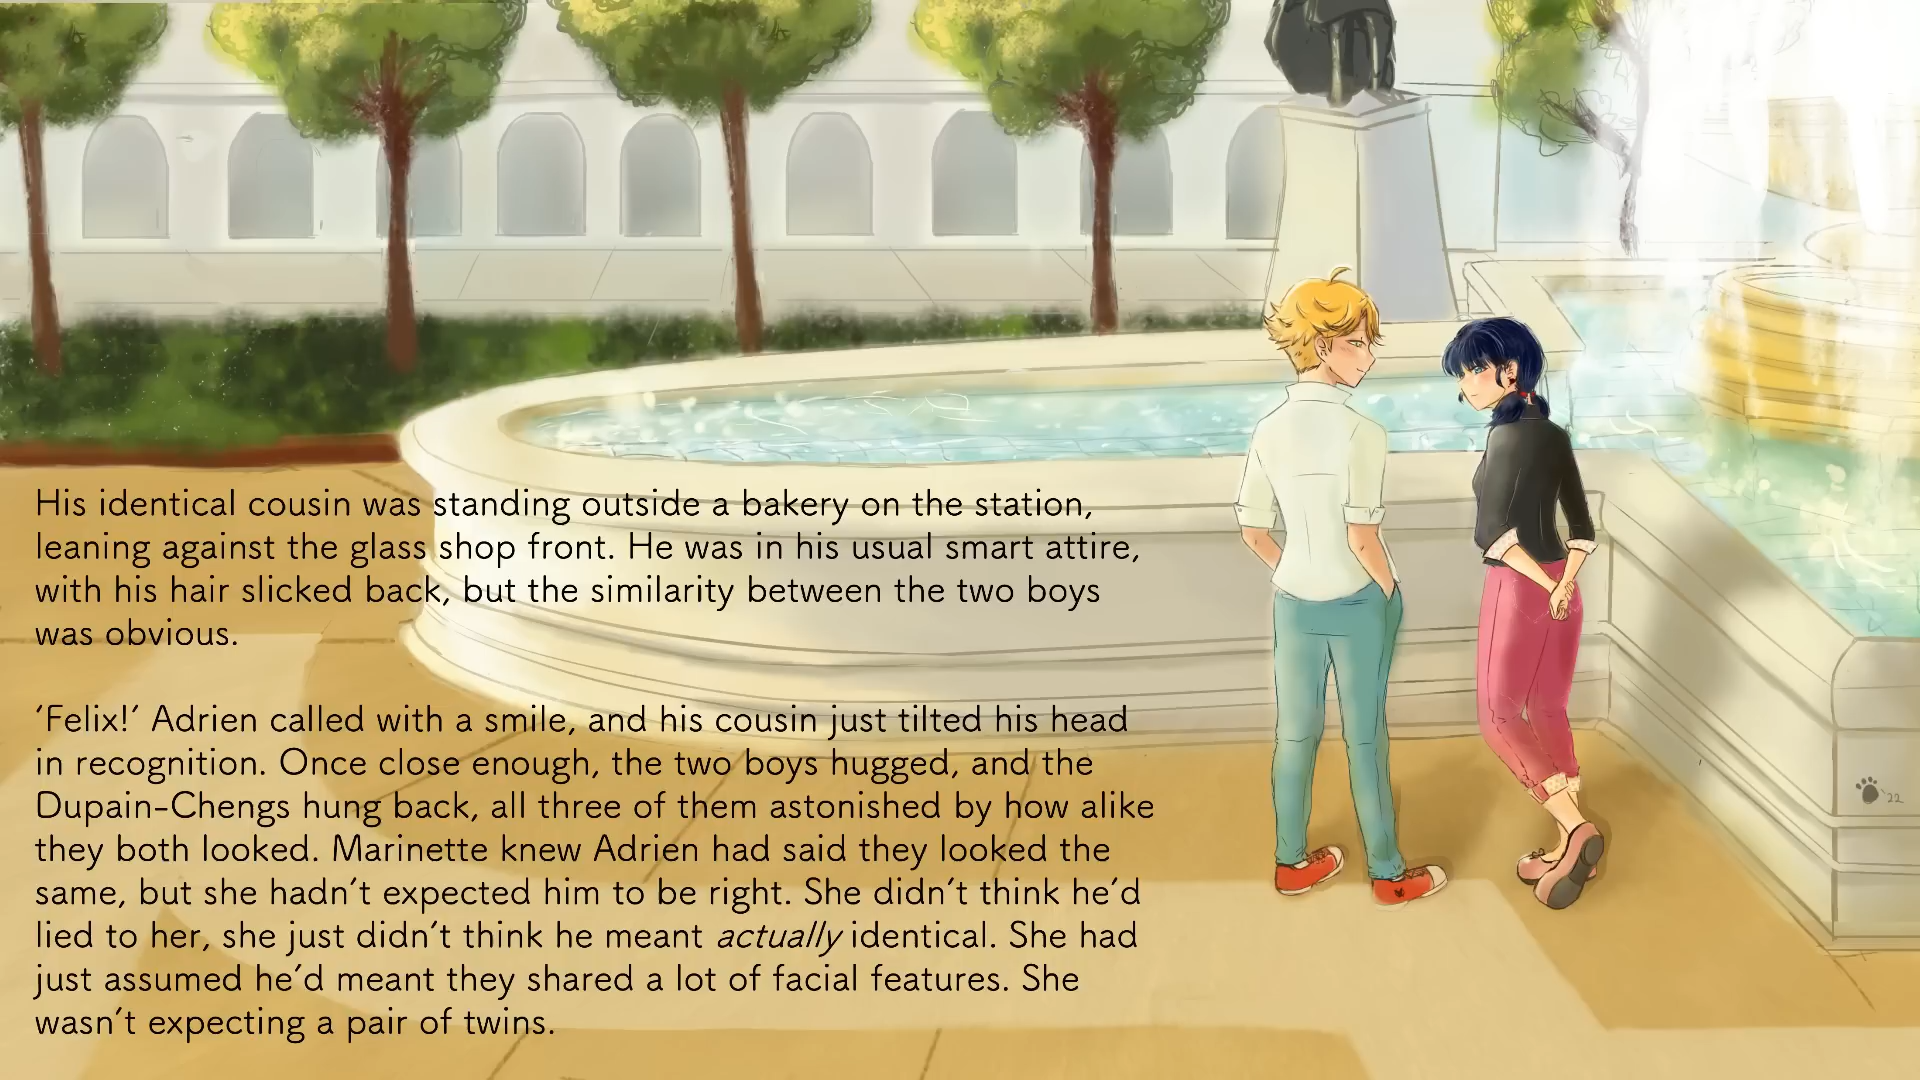 His identical cousin was standing outside a bakery on the station,
leaning against the glass shop front. He was in his usual smart attire,
with his hair slicked back, but the similarity between the two boys
was obvious.
‘Felix!’ Adrien called with a smile, and his cousin just tilted his head
in recognition. Once close enough, the two boys hugged, and the
Dupain-Chengs hung back, all three of them astonished by how alike
they both looked. Marinette knew Adrien had said they looked the
same, but she hadn’t expected him to be right. She didn’t think he’d
lied to her, she just didn’t think he meant actually identical. She had
just assumed he’d meant they shared a lot of facial features. She
wasn’t expecting a pair of twins.
'22